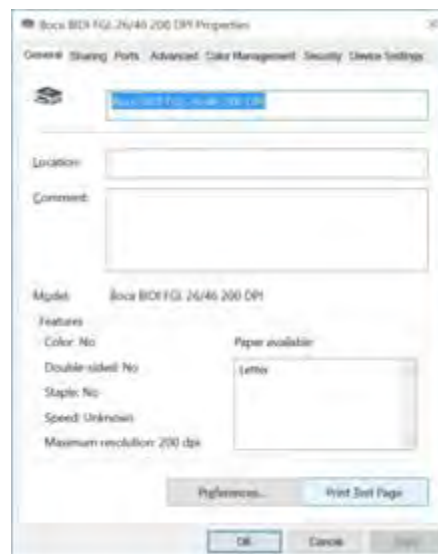 Boca BIDI FGL 26/46 200 DPI Properties
General Sharing Ports Advanced Color Management Security Device Settings
Boca BIDI FGL 26/46 200 DPI
Location:
Comment:
Model: Boca BIDI FGL 26/46 200 DPI
Features
Color: No Paper available:
Double-sided: No Letter
Staple: No
Speed: Unknown
Maximum resolution: 200 dpi
Preferences... Print Test Page
OK Cancel Apply